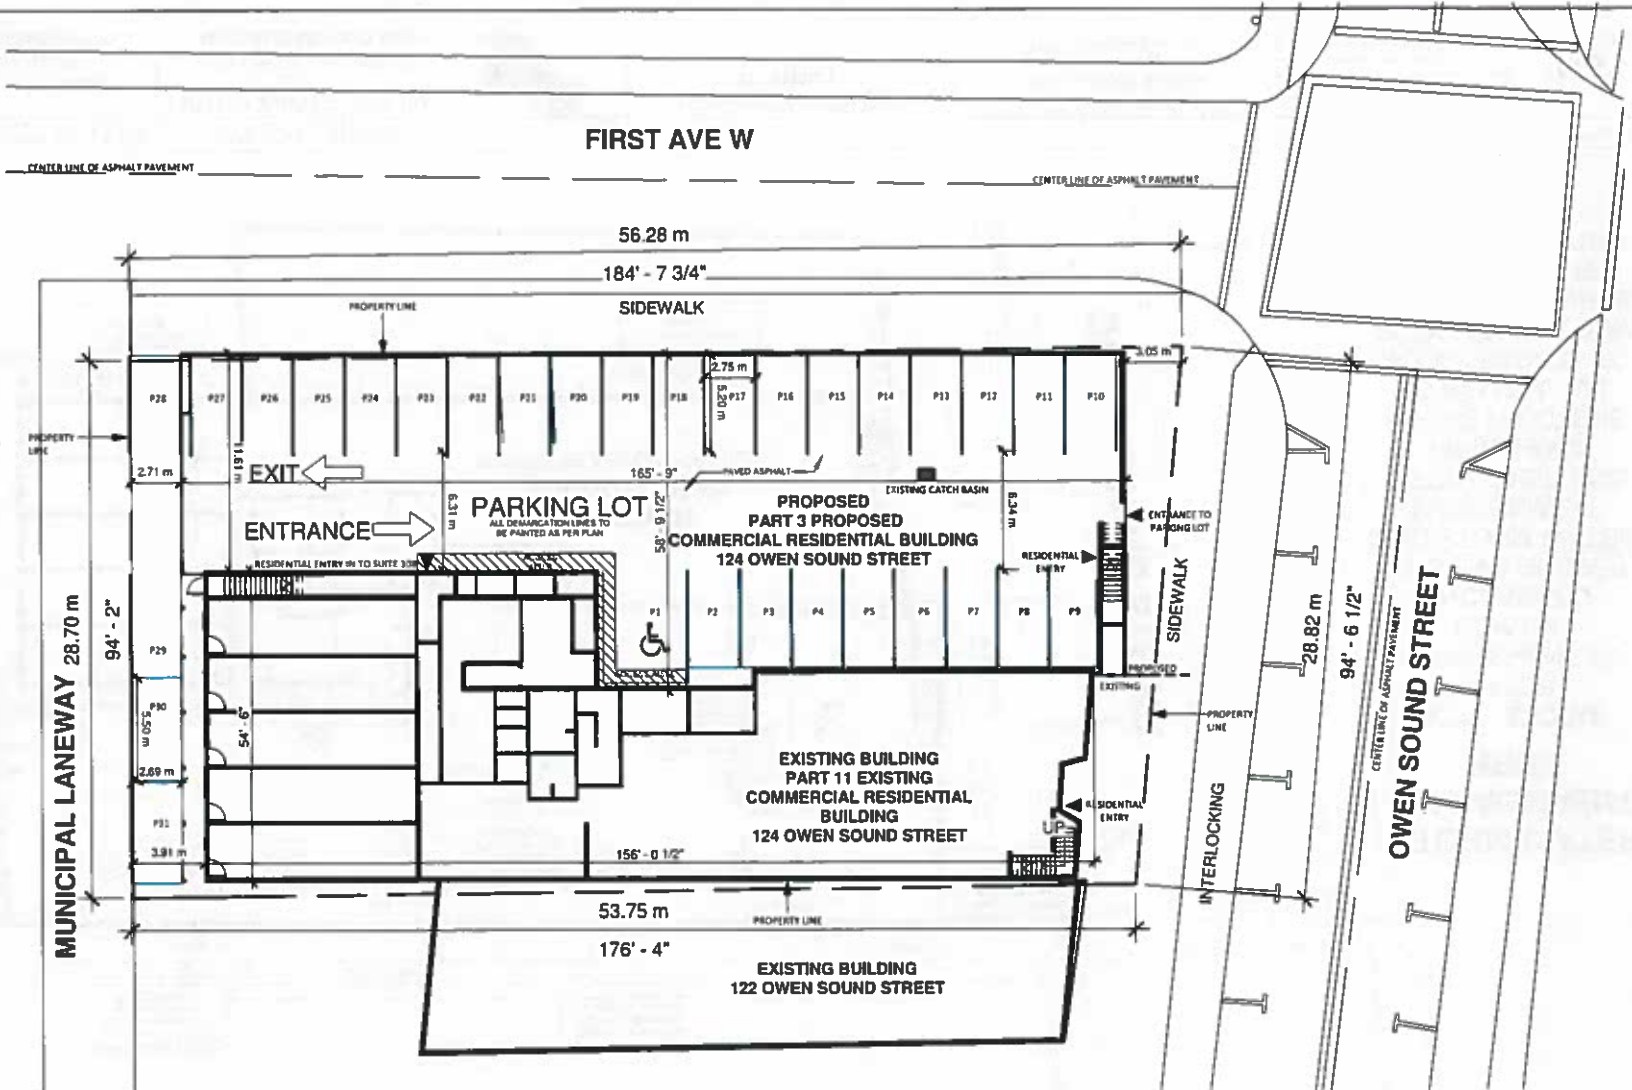 FIRST AVE W
CENTER LINE OF ASPHALT PAVEMENT
CENTER LINE OF ASPHALT PAVEMENT
56.28 m
184' - 7 3/4"
SIDEWALK
PROPERTY LINE
3.05 m
2.75 m
5.20 m
P28
P27
P26
P25
P24
P23
P22
P21
P20
P19
P18
P17
P16
P15
P14
P13
P12
P11
P10
PROPERTY
LINE
2.71 m
11.61 m
EXIT
165' - 9"
PAVED ASPHALT
EXISTING CATCH BASIN
6.31 m
PARKING LOT
ALL DEMARCATION LINES TO
BE PAINTED AS PER PLAN
58' - 9 1/2"
PROPOSED
PART 3 PROPOSED
COMMERCIAL RESIDENTIAL BUILDING
124 OWEN SOUND STREET
6.34 m
ENTRANCE TO
PARKING LOT
ENTRANCE
RESIDENTIAL
ENTRY
RESIDENTIAL ENTRY IN TO SUITE
P1
P2
P3
P4
P5
P6
P7
P8
P9
SIDEWALK
PROPOSED
EXISTING
PROPERTY
LINE
MUNICIPAL LANEWAY
28.70 m
94' - 2"
P29
P30
5.50 m
2.69 m
P31
3.91 m
54' - 6"
EXISTING BUILDING
PART 11 EXISTING
COMMERCIAL RESIDENTIAL
BUILDING
124 OWEN SOUND STREET
RESIDENTIAL
ENTRY
UP
156' - 0 1/2"
INTERLOCKING
28.82 m
94' - 6 1/2"
CENTER LINE OF ASPHALT PAVEMENT
OWEN SOUND STREET
53.75 m
PROPERTY LINE
176' - 4"
EXISTING BUILDING
122 OWEN SOUND STREET